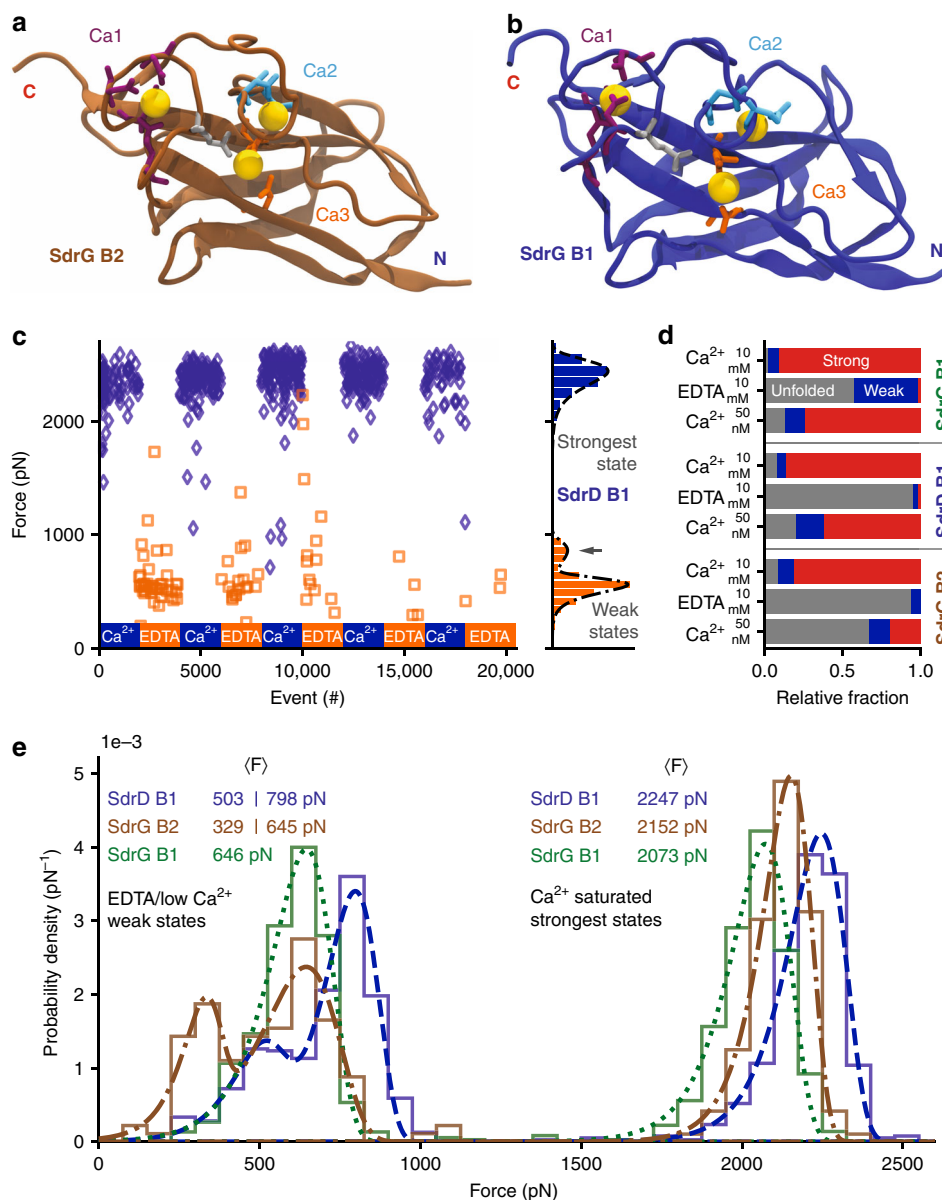 a
Ca1
Ca2
C
Ca3
SdrG B2
N
b
Ca1
Ca2
C
Ca3
SdrG B1
N
c
Force (pN)
2000
1000
0
Ca²⁺ EDTA Ca²⁺ EDTA Ca²⁺ EDTA Ca²⁺ EDTA Ca²⁺ EDTA
0 5000 10,000 15,000 20,000
Event (#)
Strongest
state
SdrD B1
Weak
states
d
Ca²⁺ 10 mM Strong
EDTA 10 mM Unfolded Weak
Ca²⁺ 50 nM
SdrG B1
Ca²⁺ 10 mM
EDTA 10 mM
Ca²⁺ 50 nM
SdrD B1
Ca²⁺ 10 mM
EDTA 10 mM
Ca²⁺ 50 nM
SdrG B2
0.0 0.5 1.0
Relative fraction
e
1e–3
Probability density (pN⁻¹)
5
4
3
2
1
0
⟨F⟩
SdrD B1 503 | 798 pN
SdrG B2 329 | 645 pN
SdrG B1 646 pN
EDTA/low Ca²⁺
weak states
⟨F⟩
SdrD B1 2247 pN
SdrG B2 2152 pN
SdrG B1 2073 pN
Ca²⁺ saturated
strongest states
0 500 1000 1500 2000 2500
Force (pN)